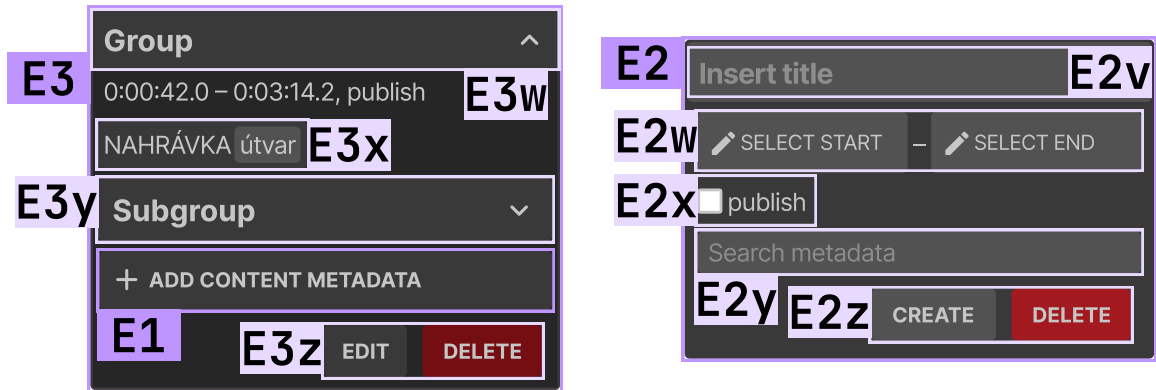 Group
E3
0:00:42.0 – 0:03:14.2, publish
E3w
NAHRÁVKA útvar
E3x
E3y
Subgroup
+ ADD CONTENT METADATA
E1
E3z
EDIT
DELETE
E2
Insert title
E2v
E2w
SELECT START – SELECT END
E2x
publish
Search metadata
E2y
E2z
CREATE
DELETE